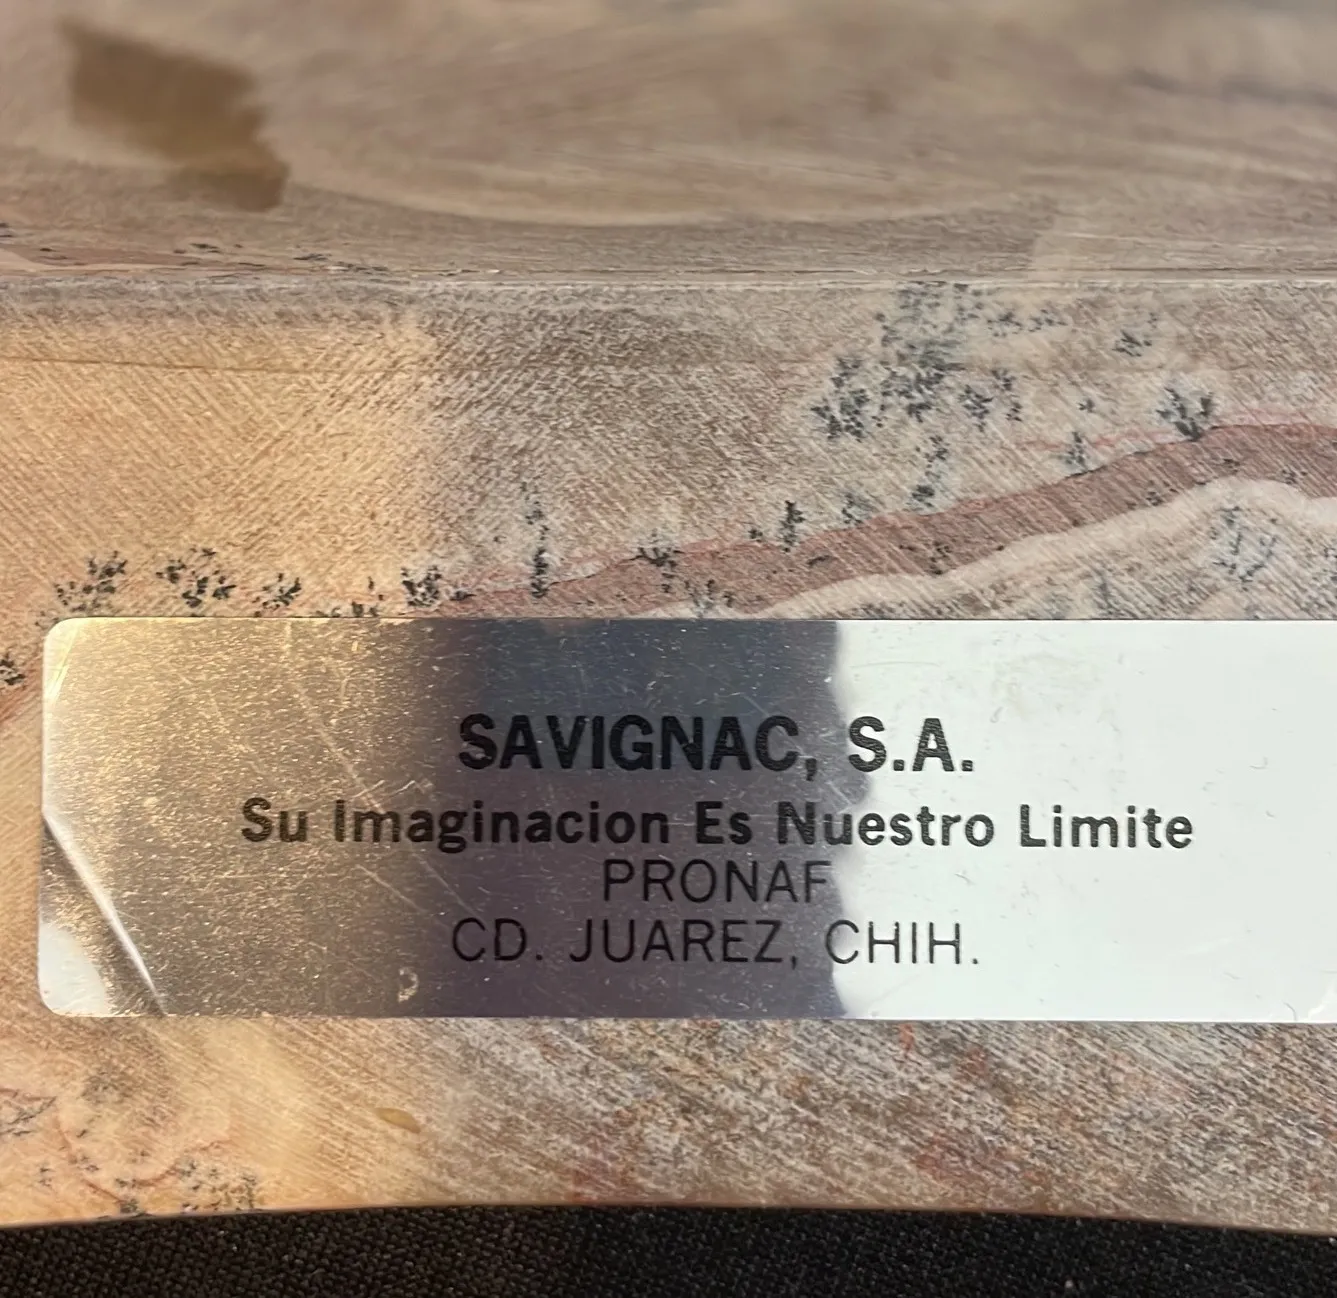 SAVIGNAC, S.A.
Su Imaginacion Es Nuestro Limite
PRONAF
CD. JUAREZ, CHIH.